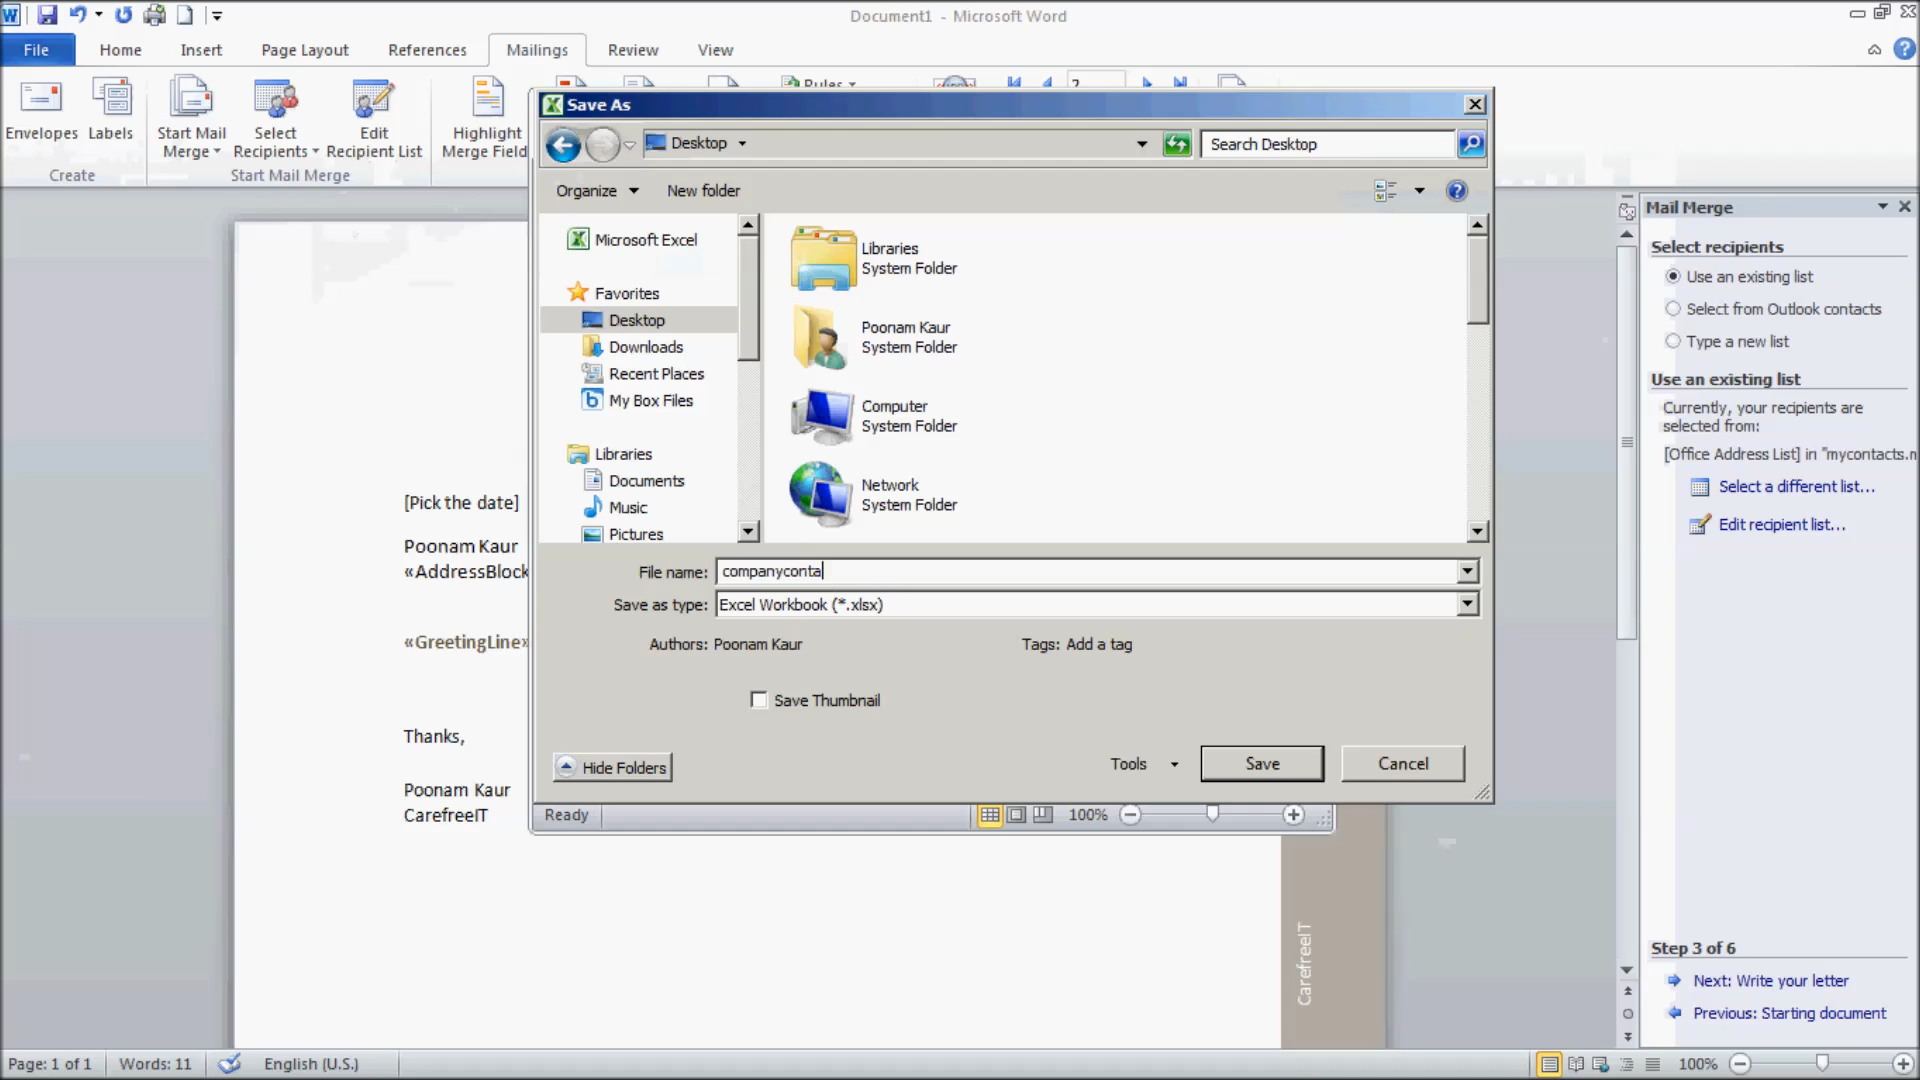 Document1 - Microsoft Word
File
Home
Insert
Page Layout
References
Mailings
Review
View
Rules
2
Envelopes
Labels
Start Mail
Merge
Select
Recipients
Edit
Recipient List
Highlight
Merge Field
Create
Start Mail Merge
Save As
Desktop
Search Desktop
Organize
New folder
Microsoft Excel
Favorites
Desktop
Downloads
Recent Places
My Box Files
Libraries
Documents
Music
Pictures
Libraries
System Folder
Poonam Kaur
System Folder
Computer
System Folder
Network
System Folder
File name:
companyconta
Save as type:
Excel Workbook (*.xlsx)
Authors: Poonam Kaur
Tags: Add a tag
Save Thumbnail
Hide Folders
Tools
Save
Cancel
Ready
100%
[Pick the date]
Poonam Kaur
«AddressBlock
«GreetingLine»
Thanks,
Poonam Kaur
CarefreeIT
CarefreeIT
Mail Merge
Select recipients
Use an existing list
Select from Outlook contacts
Type a new list
Use an existing list
Currently, your recipients are
selected from:
[Office Address List] in "mycontacts.n
Select a different list...
Edit recipient list...
Step 3 of 6
Next: Write your letter
Previous: Starting document
Page: 1 of 1
Words: 11
English (U.S.)
100%